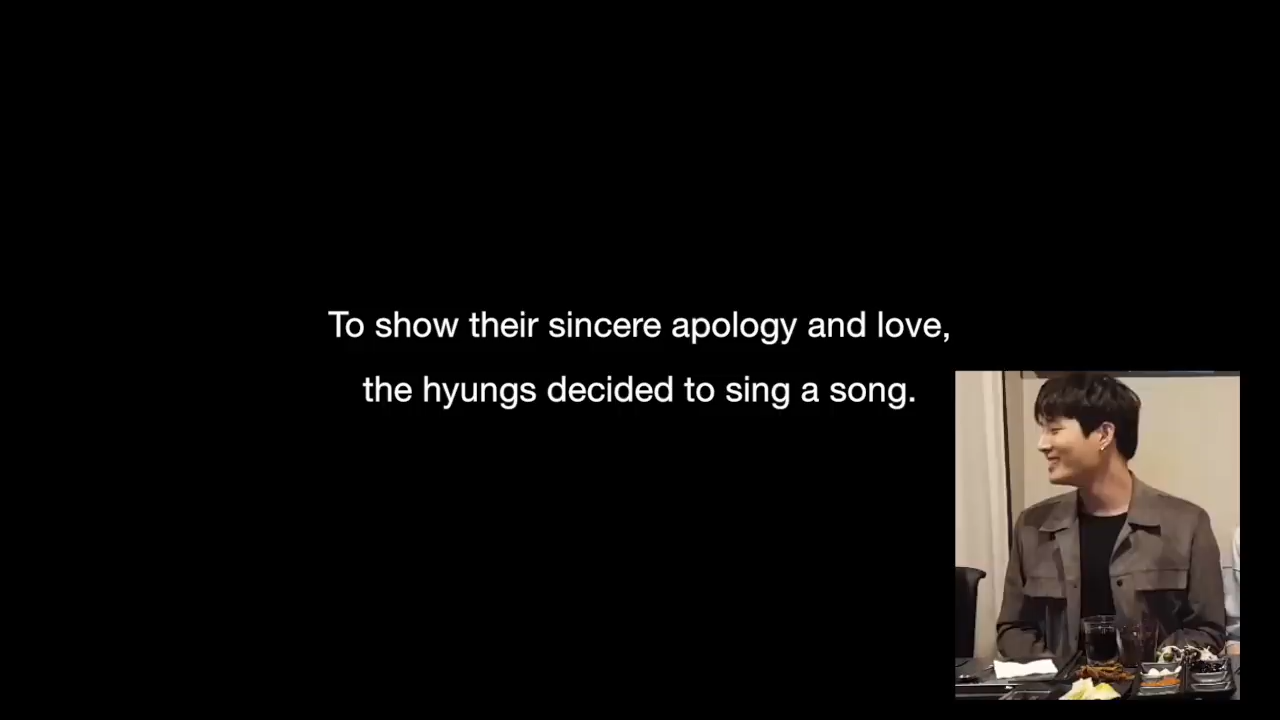 To show their sincere apology and love,
the hyungs decided to sing a song.